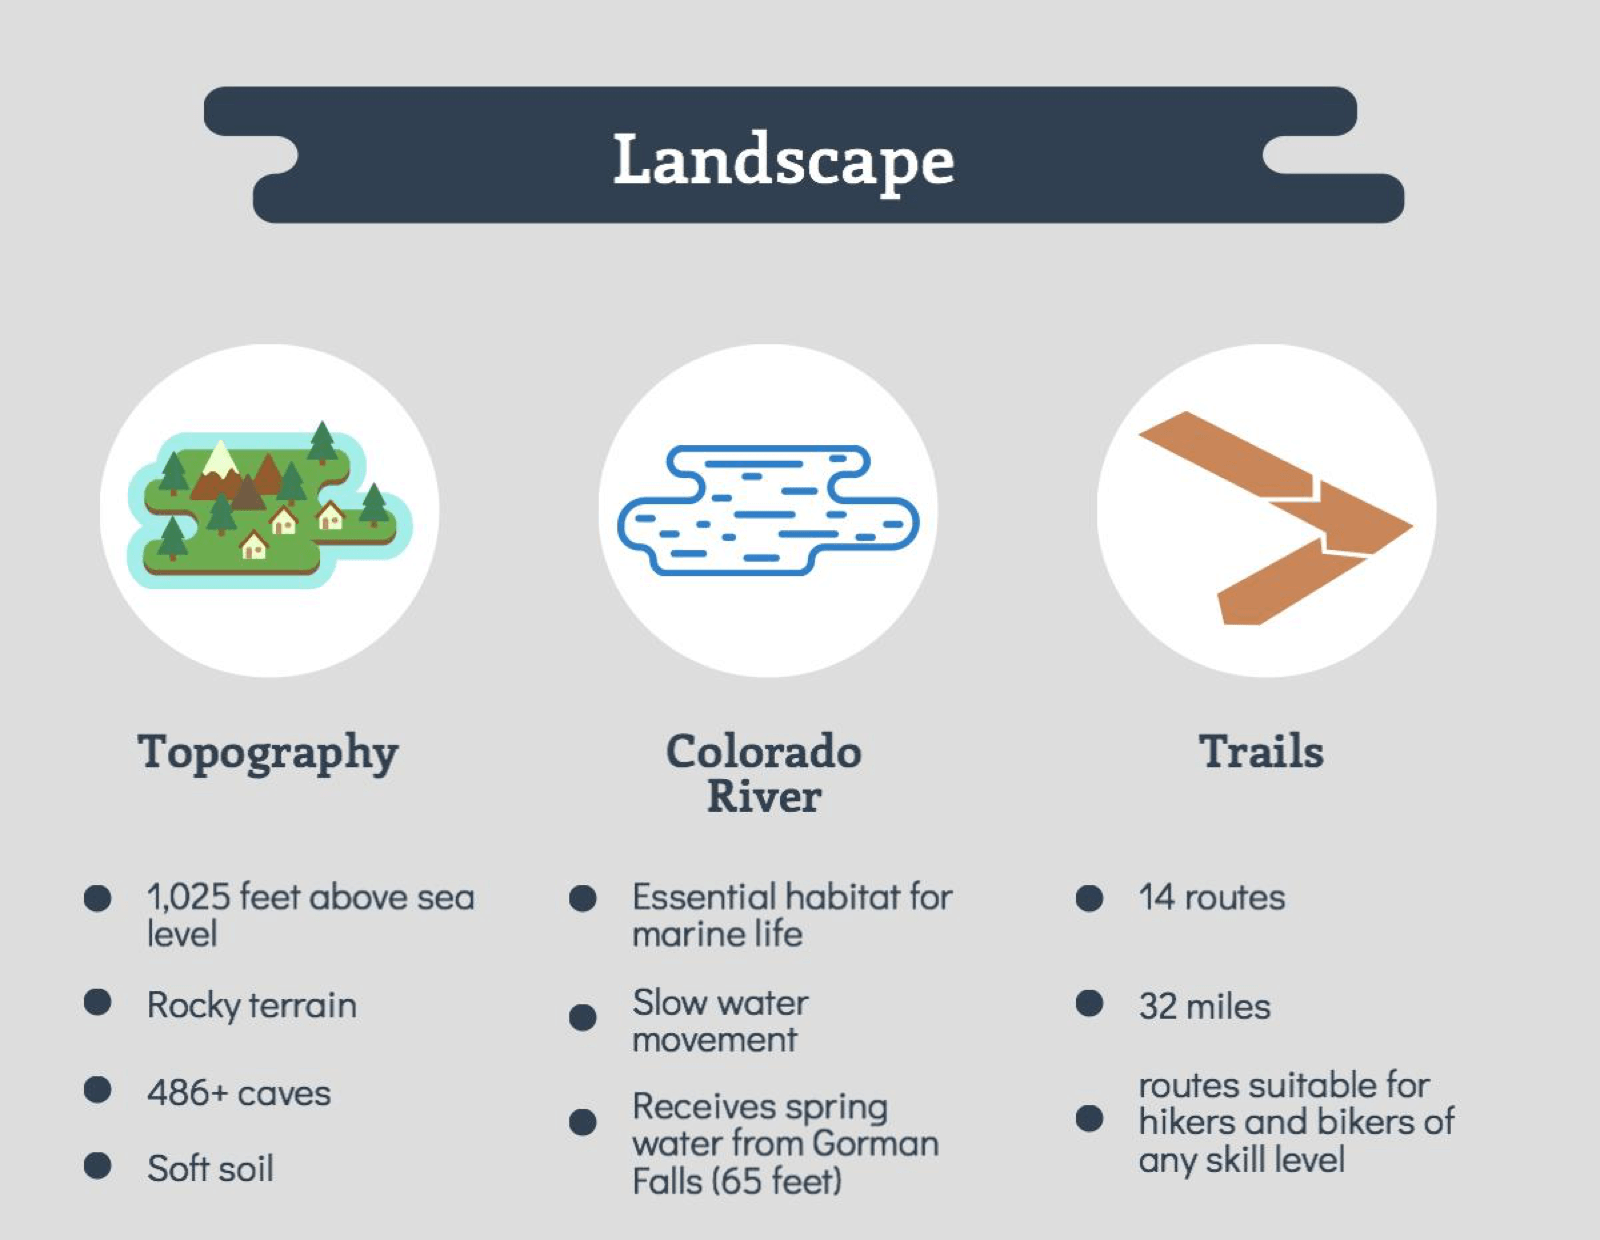 Landscape
Topography
1,025 feet above sea
level
Rocky terrain
486+ caves
Soft soil
Colorado
River
Essential habitat for
marine life
Slow water
movement
Receives spring
water from Gorman
Falls (65 feet)
Trails
14 routes
32 miles
routes suitable for
hikers and bikers of
any skill level